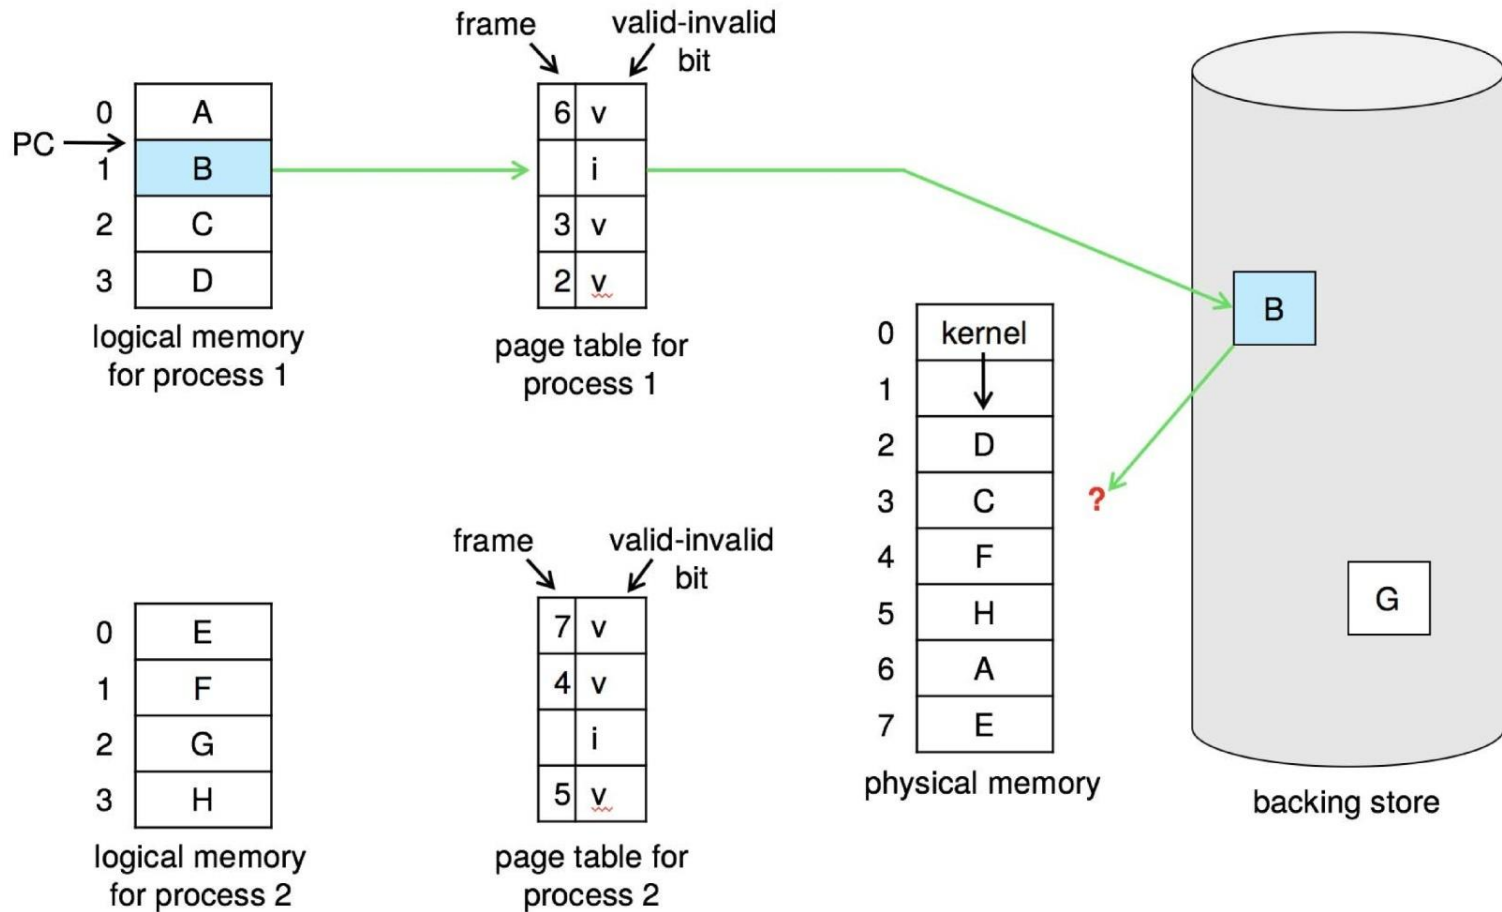 frame
valid-invalid
bit
PC
0 A
1 B
2 C
3 D
logical memory
for process 1
6 v
i
3 v
2 v
page table for
process 1
0 kernel
1
2 D
3 C
4 F
5 H
6 A
7 E
physical memory
?
B
G
backing store
0 E
1 F
2 G
3 H
logical memory
for process 2
frame
valid-invalid
bit
7 v
4 v
i
5 v
page table for
process 2